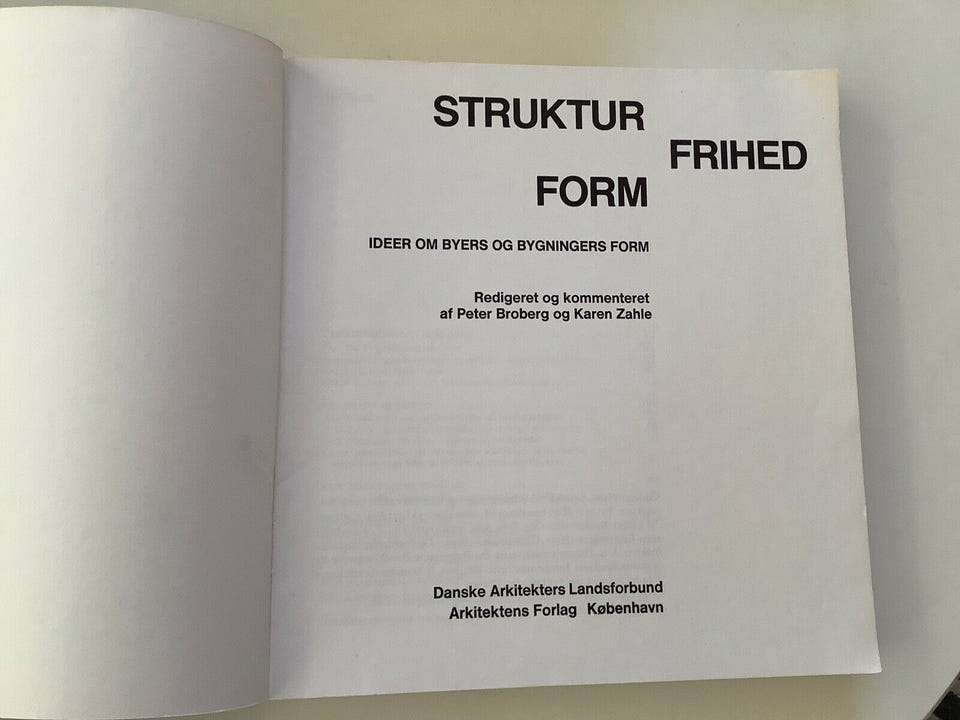 STRUKTUR
FRIHED
FORM
IDEER OM BYERS OG BYGNINGERS FORM
Redigeret og kommenteret
af Peter Broberg og Karen Zahle
Danske Arkitekters Landsforbund
Arkitektens Forlag København